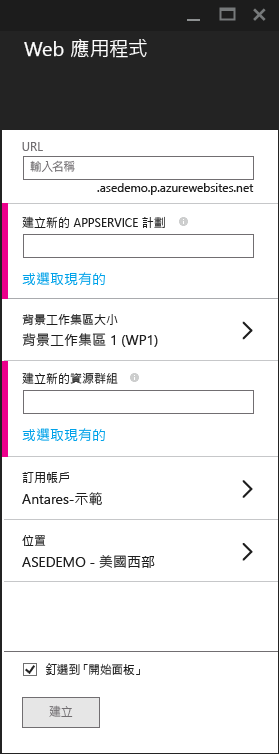 Web 應用程式
URL
輸入名稱
.asedemo.p.azurewebsites.net
建立新的 APPSERVICE 計劃
或選取現有的
背景工作集區大小
背景工作集區 1 (WP1)
建立新的資源群組
或選取現有的
訂用帳戶
Antares-示範
位置
ASEDEMO - 美國西部
釘選到「開始面板」
建立